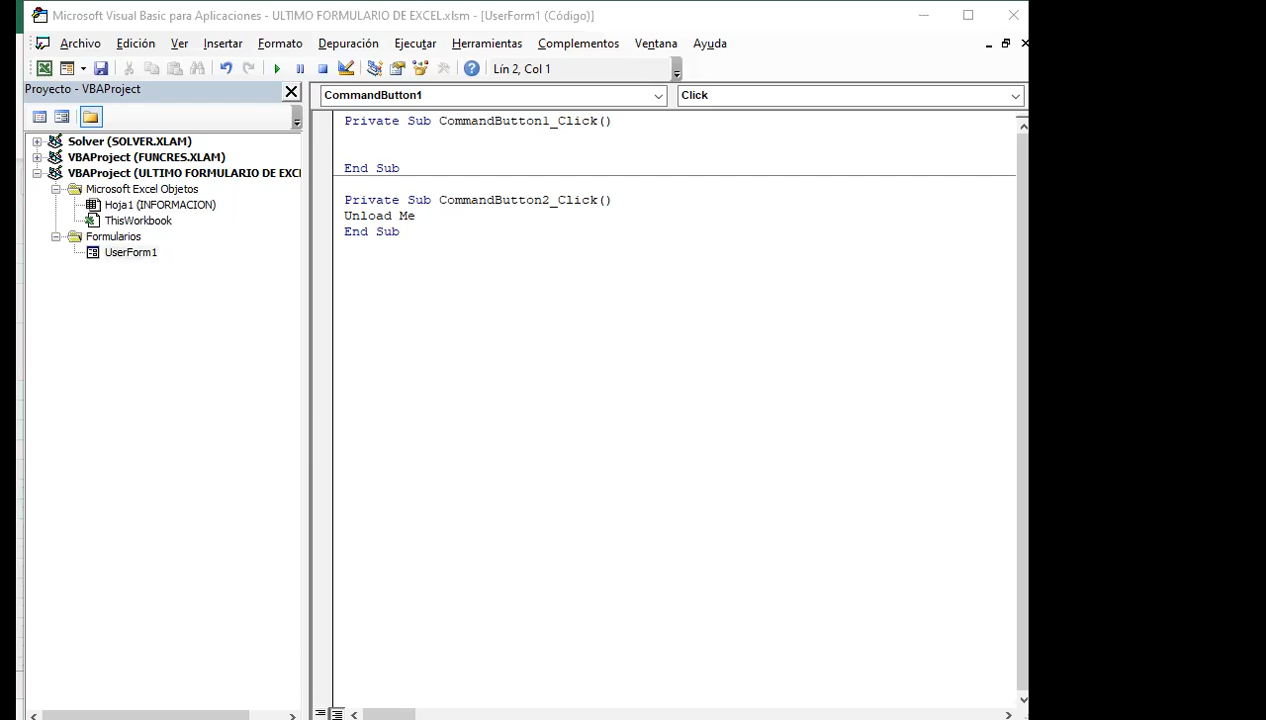 Microsoft Visual Basic para Aplicaciones - ULTIMO FORMULARIO DE EXCEL.xlsm - [UserForm1 (Código)]
Archivo Edición Ver Insertar Formato Depuración Ejecutar Herramientas Complementos Ventana Ayuda
Lín 2, Col 1
Proyecto - VBAProject
CommandButton1
Click
Solver (SOLVER.XLAM)
VBAProject (FUNCRES.XLAM)
VBAProject (ULTIMO FORMULARIO DE EXCE
Microsoft Excel Objetos
Hoja1 (INFORMACION)
ThisWorkbook
Formularios
UserForm1
Private Sub CommandButton1_Click()
End Sub
Private Sub CommandButton2_Click()
Unload Me
End Sub